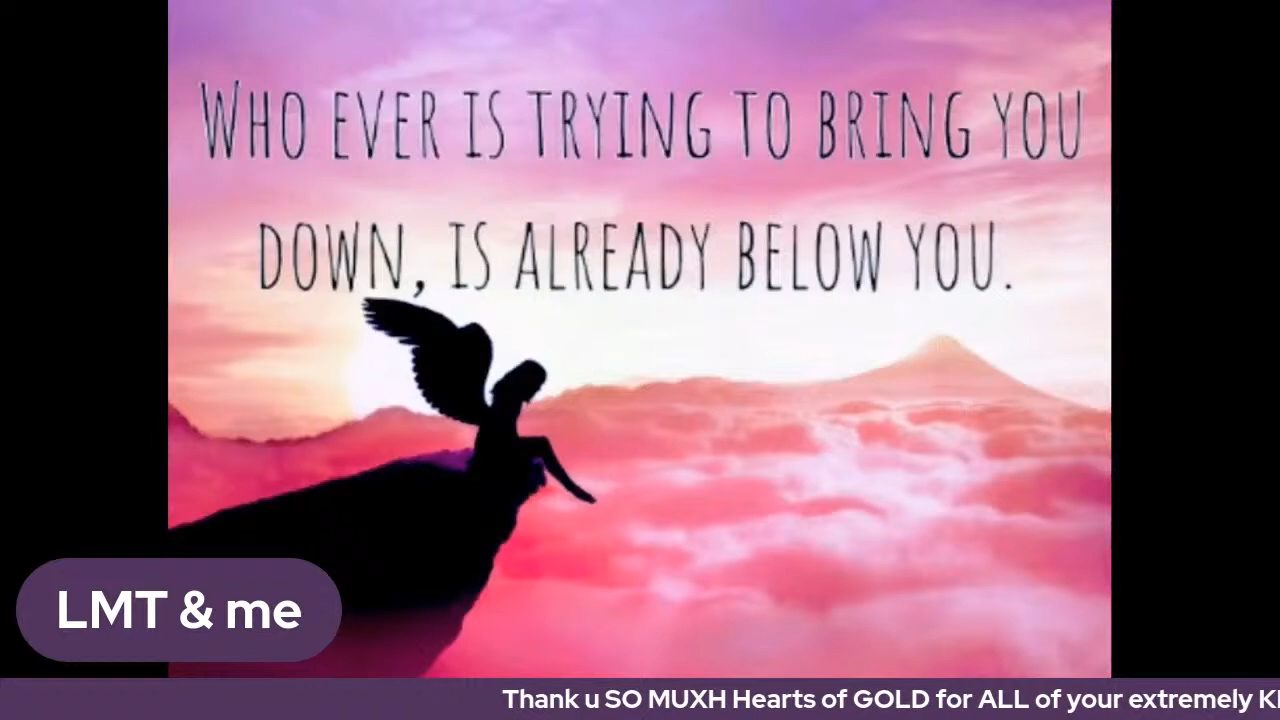 WHO EVER IS TRYING TO BRING YOU
DOWN, IS ALREADY BELOW YOU.
LMT & me
Thank u SO MUXH Hearts of GOLD for ALL of your extremely